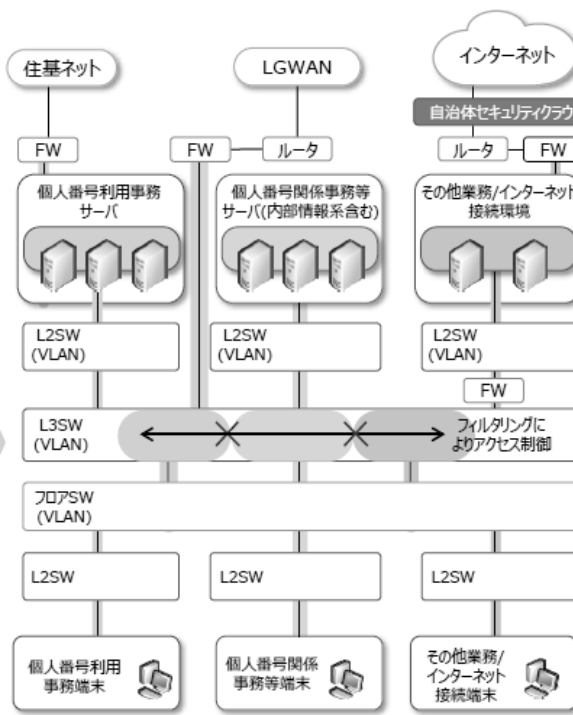 住基ネット
LGWAN
インターネット
自治体セキュリティクラウ
FW
FW
ルータ
ルータ
FW
個人番号利用事務
サーバ
個人番号関係事務等
サーバ(内部情報系含む)
その他業務/インターネット
接続環境
L2SW
(VLAN)
L2SW
(VLAN)
L2SW
(VLAN)
FW
L3SW
(VLAN)
フィルタリングに
よりアクセス制御
フロアSW
(VLAN)
L2SW
L2SW
L2SW
個人番号利用
事務端末
個人番号関係
事務等端末
その他業務/
インターネット
接続端末